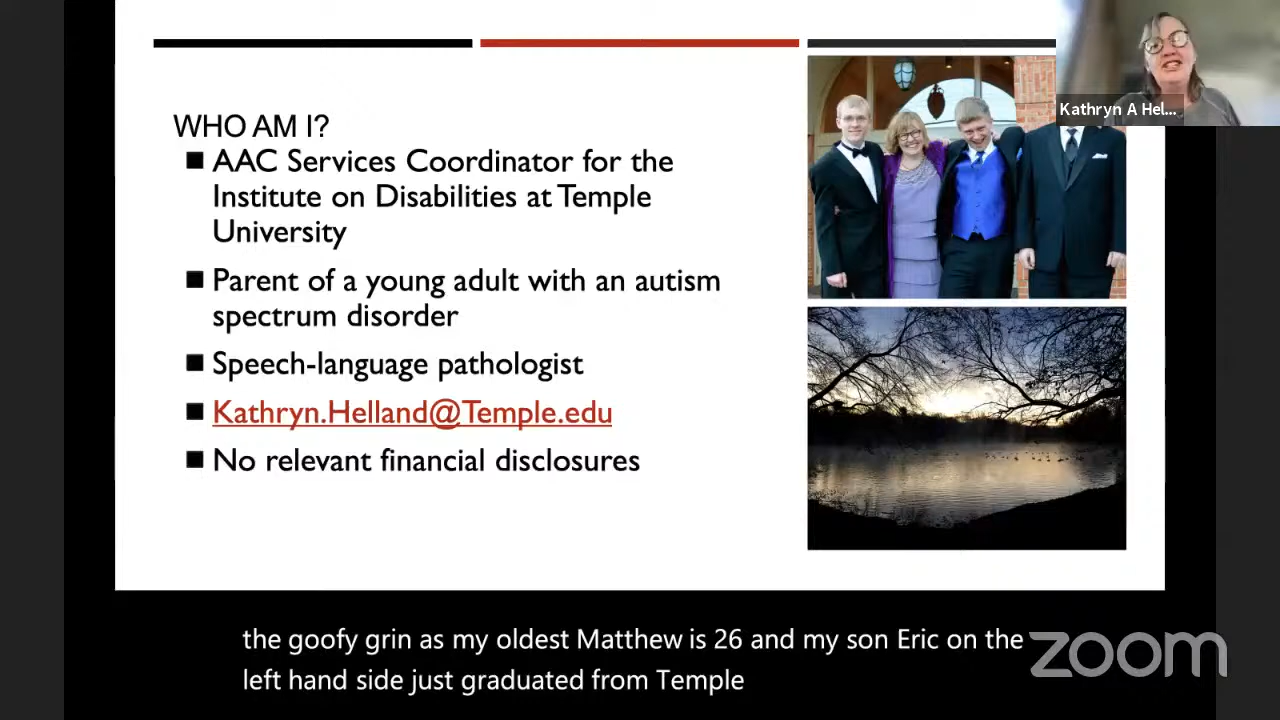 WHO AM I?
■ AAC Services Coordinator for the
Institute on Disabilities at Temple
University
■ Parent of a young adult with an autism
spectrum disorder
■ Speech-language pathologist
■ Kathryn.Helland@Temple.edu
■ No relevant financial disclosures
Kathryn A Hel...
the goofy grin as my oldest Matthew is 26 and my son Eric on the
left hand side just graduated from Temple
zoom